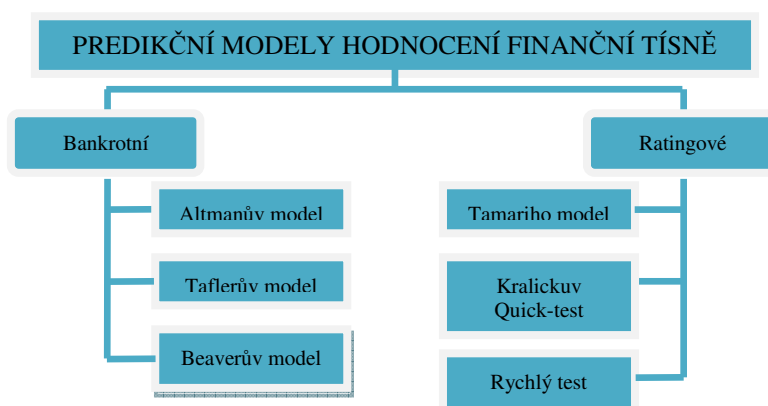 PREDIKČNÍ MODELY HODNOCENÍ FINANČNÍ TÍSNĚ
Bankrotní
Altmanův model
Taflerův model
Beaverův model
Ratingové
Tamariho model
Kralickuv
Quick-test
Rychlý test